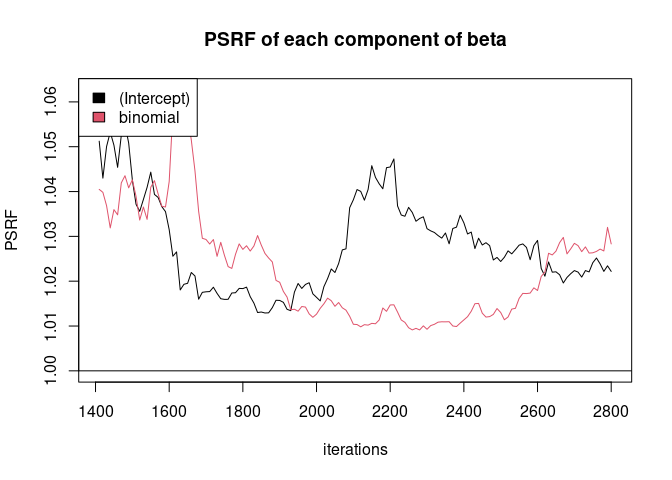 PSRF of each component of beta
(Intercept)
binomial
PSRF
1.06
1.05
1.04
1.03
1.02
1.01
1.00
1400 1600 1800 2000 2200 2400 2600 2800
iterations